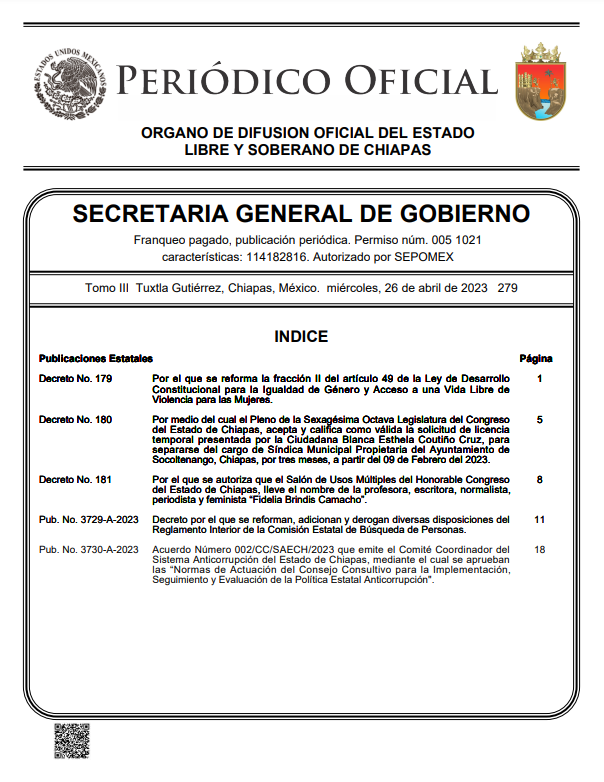 ESTADOS UNIDOS MEXICANOS
PERIÓDICO OFICIAL
ORGANO DE DIFUSION OFICIAL DEL ESTADO
LIBRE Y SOBERANO DE CHIAPAS
SECRETARIA GENERAL DE GOBIERNO
Franqueo pagado, publicación periódica. Permiso núm. 005 1021
características: 114182816. Autorizado por SEPOMEX
Tomo III Tuxtla Gutiérrez, Chiapas, México. miércoles, 26 de abril de 2023 279
INDICE
Publicaciones Estatales Página
Decreto No. 179 Por el que se reforma la fracción II del artículo 49 de la Ley de Desarrollo 1
Constitucional para la Igualdad de Género y Acceso a una Vida Libre de
Violencia para las Mujeres.
Decreto No. 180 Por medio del cual el Pleno de la Sexagésima Octava Legislatura del Congreso 5
del Estado de Chiapas, acepta y califica como válida la solicitud de licencia
temporal presentada por la Ciudadana Blanca Esthela Coutiño Cruz, para
separarse del cargo de Síndica Municipal Propietaria del Ayuntamiento de
Socoltenango, Chiapas, por tres meses, a partir del 09 de Febrero del 2023.
Decreto No. 181 Por el que se autoriza que el Salón de Usos Múltiples del Honorable Congreso 8
del Estado de Chiapas, lleve el nombre de la profesora, escritora, normalista,
periodista y feminista “Fidelia Brindis Camacho”.
Pub. No. 3729-A-2023 Decreto por el que se reforman, adicionan y derogan diversas disposiciones del 11
Reglamento Interior de la Comisión Estatal de Búsqueda de Personas.
Pub. No. 3730-A-2023 Acuerdo Número 002/CC/SAECH/2023 que emite el Comité Coordinador del 18
Sistema Anticorrupción del Estado de Chiapas, mediante el cual se aprueban
las “Normas de Actuación del Consejo Consultivo para la Implementación,
Seguimiento y Evaluación de la Política Estatal Anticorrupción".